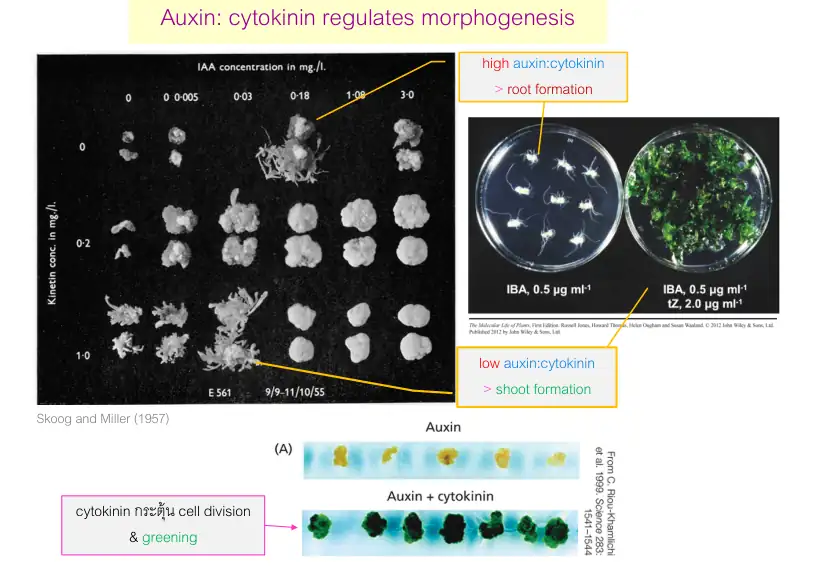 Auxin: cytokinin regulates morphogenesis
IAA concentration in mg./l.
0 0 0·005 0·03 0·18 1·08 3·0
Kinetin conc. in mg./l.
0
0·2
1·0
E 561 9/9–11/10/55
Skoog and Miller (1957)
high auxin:cytokinin
> root formation
IBA, 0.5 µg ml-1
IBA, 0.5 µg ml-1
tZ, 2.0 µg ml-1
The Molecular Life of Plants, First Edition. Russell Jones, Howard Thomas, Helen Ougham and Susan Waaland. © 2012 John Wiley & Sons, Ltd.
Published 2012 by John Wiley & Sons, Ltd.
low auxin:cytokinin
> shoot formation
Auxin
(A)
Auxin + cytokinin
From C. Riou-Khamlichi
et al. 1999. Science 283:
1541–1544
cytokinin กระตุ้น cell division
& greening